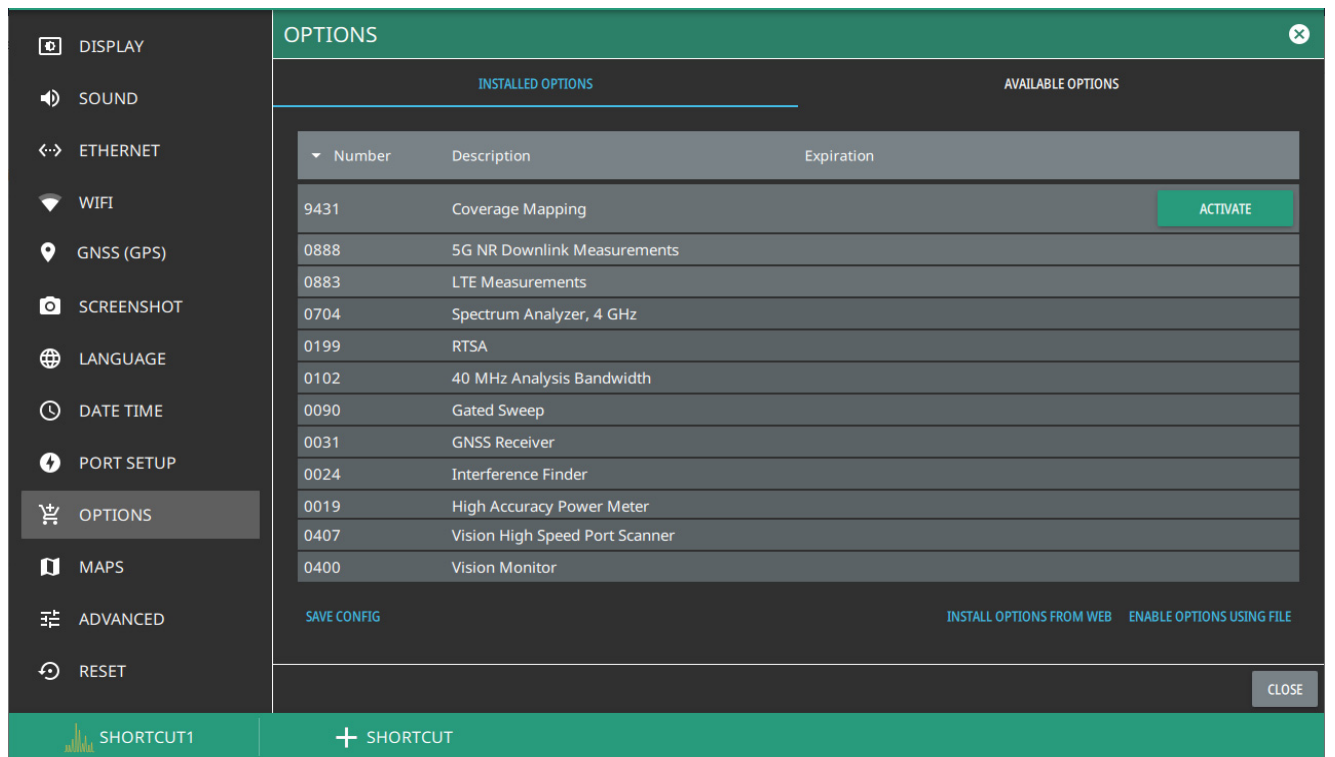 DISPLAY
SOUND
ETHERNET
WIFI
GNSS (GPS)
SCREENSHOT
LANGUAGE
DATE TIME
PORT SETUP
OPTIONS
MAPS
ADVANCED
RESET
OPTIONS
INSTALLED OPTIONS AVAILABLE OPTIONS
Number Description Expiration
9431 Coverage Mapping ACTIVATE
0888 5G NR Downlink Measurements
0883 LTE Measurements
0704 Spectrum Analyzer, 4 GHz
0199 RTSA
0102 40 MHz Analysis Bandwidth
0090 Gated Sweep
0031 GNSS Receiver
0024 Interference Finder
0019 High Accuracy Power Meter
0407 Vision High Speed Port Scanner
0400 Vision Monitor
SAVE CONFIG INSTALL OPTIONS FROM WEB ENABLE OPTIONS USING FILE
CLOSE
SHORTCUT1 SHORTCUT